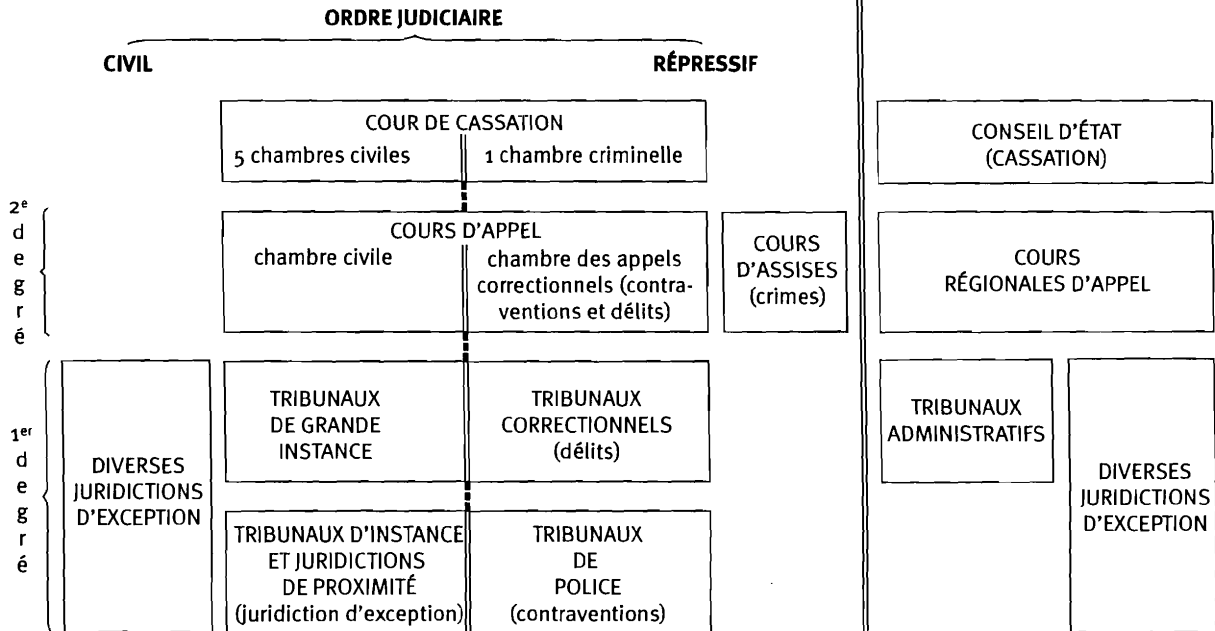 ORDRE JUDICIAIRE
CIVIL
RÉPRESSIF
COUR DE CASSATION
5 chambres civiles
1 chambre criminelle
CONSEIL D'ÉTAT
(CASSATION)
2e
d
e
g
r
é
COURS D'APPEL
chambre civile
chambre des appels
correctionnels (contra-
ventions et délits)
COURS
D'ASSISES
(crimes)
COURS
RÉGIONALES D'APPEL
1er
d
e
g
r
é
DIVERSES
JURIDICTIONS
D'EXCEPTION
TRIBUNAUX
DE GRANDE
INSTANCE
TRIBUNAUX
CORRECTIONNELS
(délits)
TRIBUNAUX
ADMINISTRATIFS
DIVERSES
JURIDICTIONS
D'EXCEPTION
TRIBUNAUX D'INSTANCE
ET JURIDICTIONS
DE PROXIMITÉ
(juridiction d'exception)
TRIBUNAUX
DE
POLICE
(contraventions)